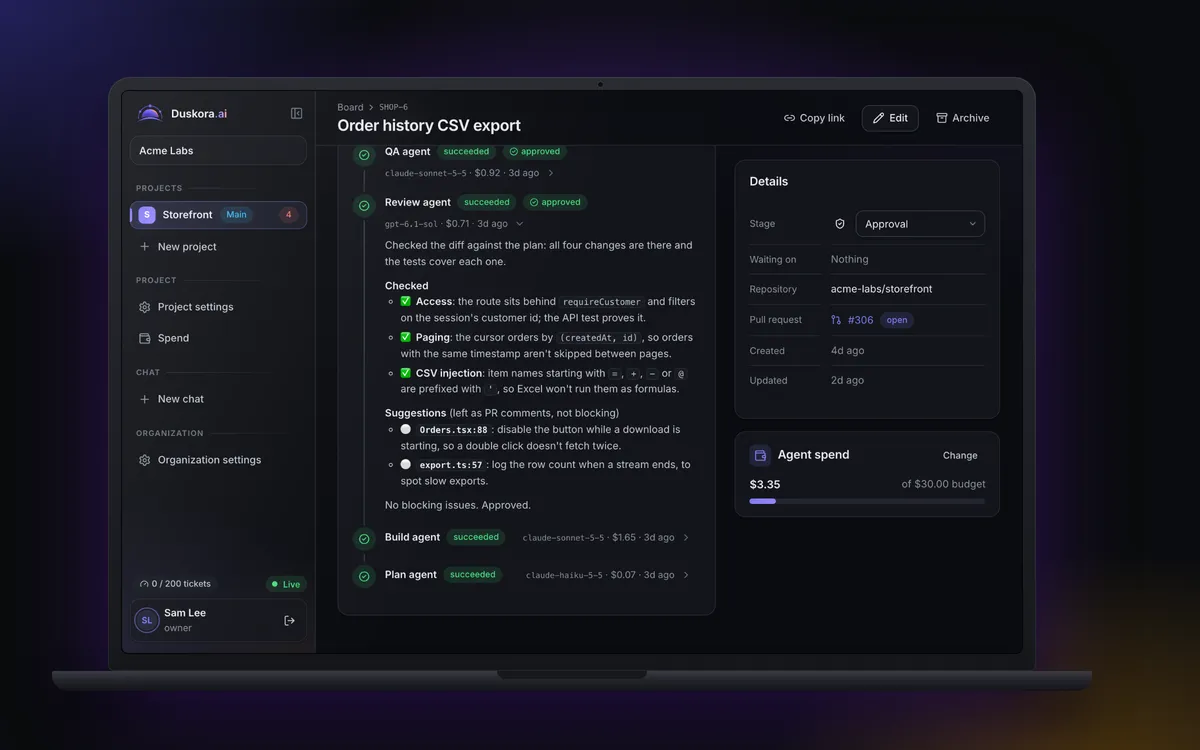 Duskora.ai
Acme Labs
PROJECTS
S Storefront Main 4
+ New project
PROJECT
Project settings
Spend
CHAT
+ New chat
ORGANIZATION
Organization settings
0 / 200 tickets
Live
SL
Sam Lee
owner
Board > SHOP-6
Order history CSV export
Copy link
Edit
Archive
QA agent succeeded approved
claude-sonnet-5-5 · $0.92 · 3d ago
Review agent succeeded approved
gpt-6.1-sol · $0.71 · 3d ago
Checked the diff against the plan: all four changes are there and
the tests cover each one.
Checked
✅ Access: the route sits behind requireCustomer and filters
on the session's customer id; the API test proves it.
✅ Paging: the cursor orders by (createdAt, id), so orders
with the same timestamp aren't skipped between pages.
✅ CSV injection: item names starting with =, +, − or @
are prefixed with ', so Excel won't run them as formulas.
Suggestions (left as PR comments, not blocking)
⚪ Orders.tsx:88: disable the button while a download is
starting, so a double click doesn't fetch twice.
⚪ export.ts:57: log the row count when a stream ends, to
spot slow exports.
No blocking issues. Approved.
Build agent succeeded claude-sonnet-5-5 · $1.65 · 3d ago
Plan agent succeeded claude-haiku-5-5 · $0.07 · 3d ago
Details
Stage Approval
Waiting on Nothing
Repository acme-labs/storefront
Pull request #306 open
Created 4d ago
Updated 2d ago
Agent spend Change
$3.35 of $30.00 budget